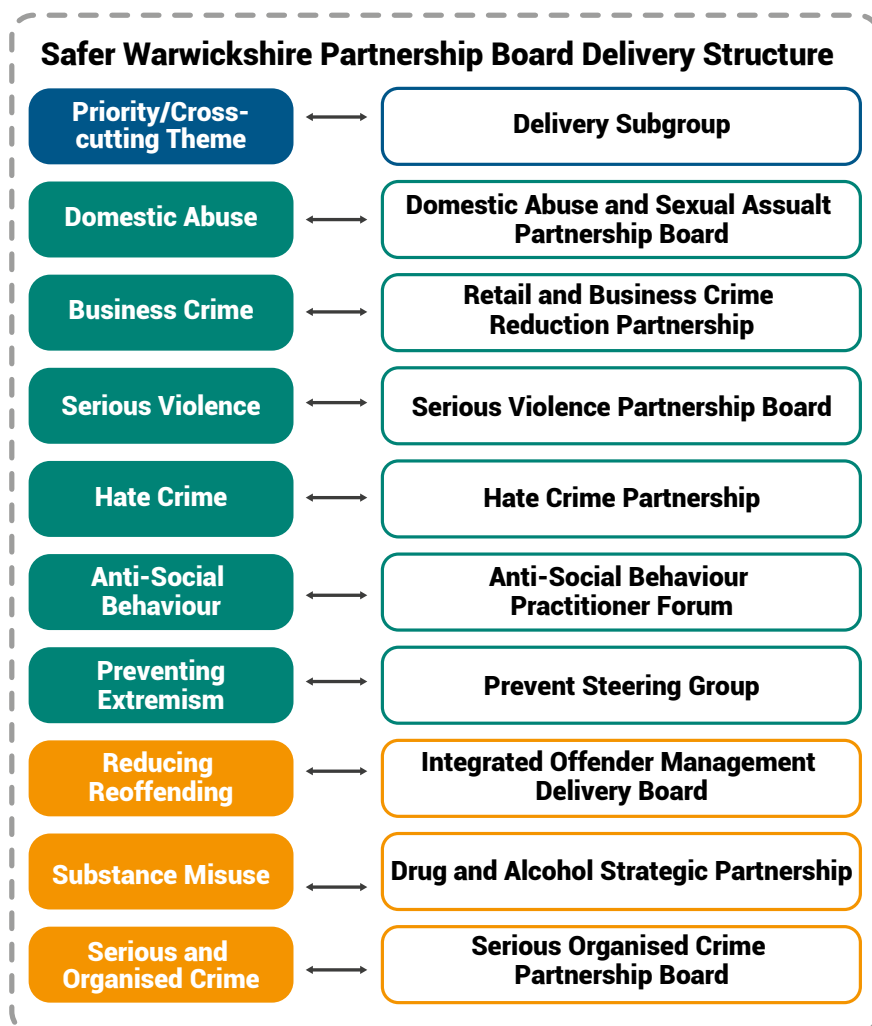 Safer Warwickshire Partnership Board Delivery Structure
Priority/Cross-
cutting Theme
Delivery Subgroup
Domestic Abuse
Domestic Abuse and Sexual Assualt
Partnership Board
Business Crime
Retail and Business Crime
Reduction Partnership
Serious Violence
Serious Violence Partnership Board
Hate Crime
Hate Crime Partnership
Anti-Social
Behaviour
Anti-Social Behaviour
Practitioner Forum
Preventing
Extremism
Prevent Steering Group
Reducing
Reoffending
Integrated Offender Management
Delivery Board
Substance Misuse
Drug and Alcohol Strategic Partnership
Serious and
Organised Crime
Serious Organised Crime
Partnership Board